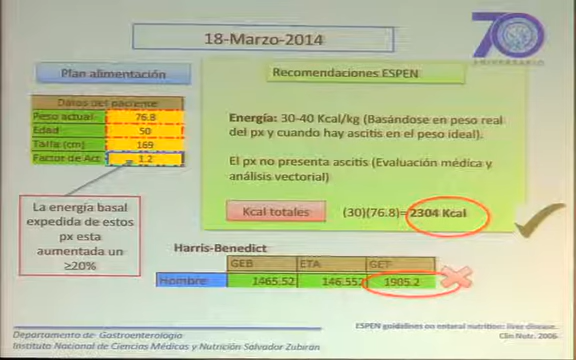 18-Marzo-2014
70
ANIVERSARIO
Plan alimentación
Datos del paciente
Peso actual 76.8
Edad 50
Talla (cm) 169
Factor de Act 1.2
La energía basal
expedida de estos
px esta
aumentada un
≥20%
Recomendaciones ESPEN
Energía: 30-40 Kcal/kg (Basándose en peso real
del px y cuando hay ascitis en el peso ideal).
El px no presenta ascitis (Evaluación médica y
análisis vectorial)
Kcal totales (30)(76.8)=2304 Kcal
Harris-Benedict
GEB ETA GET
Hombre 1465.52 146.552 1905.2
ESPEN guidelines on enteral nutrition: liver disease.
Clin Nutr. 2006
Departamento de Gastroenterología
Instituto Nacional de Ciencias Médicas y Nutrición Salvador Zubirán